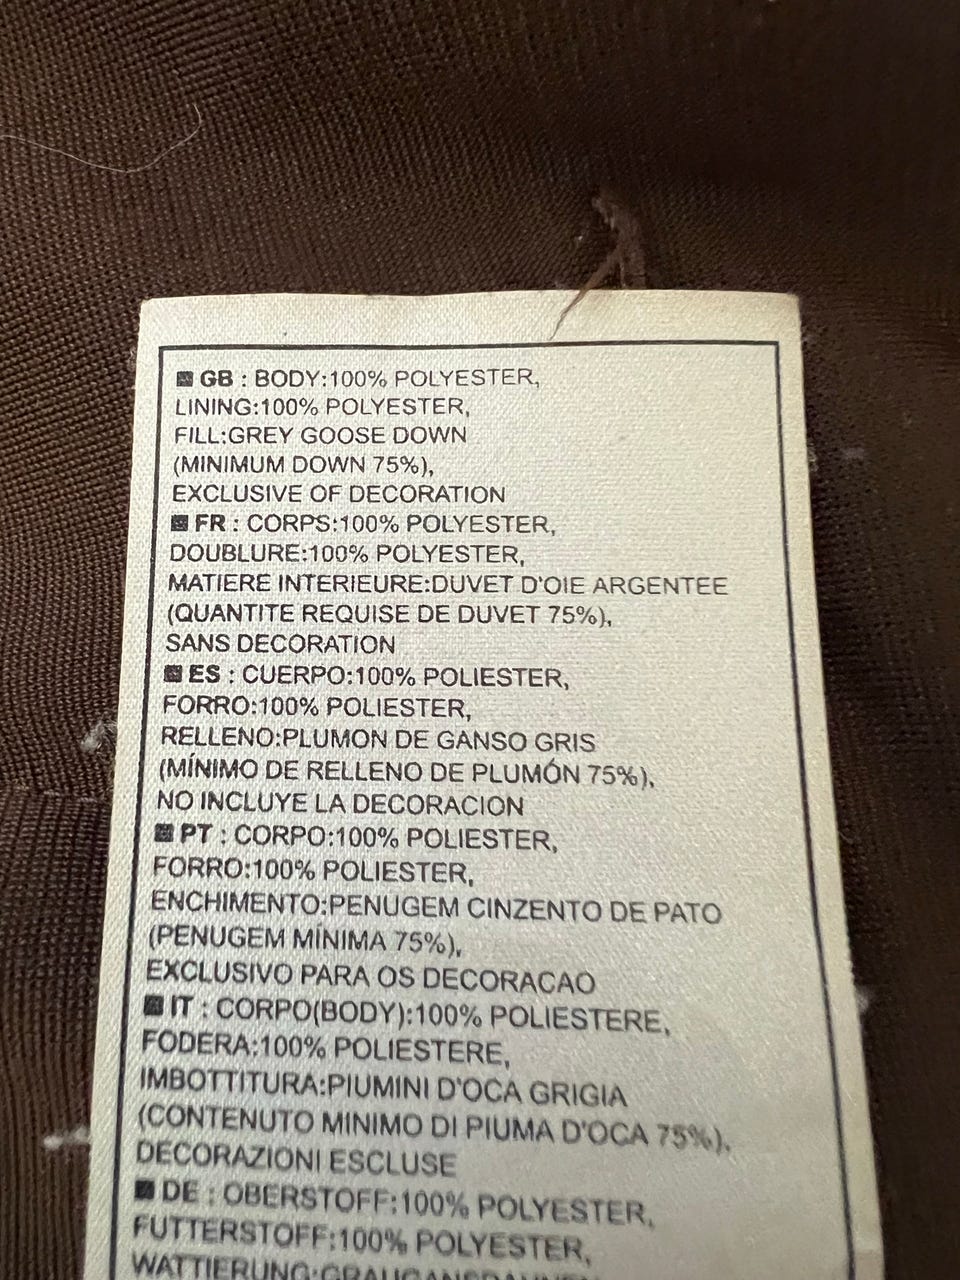 GB : BODY:100% POLYESTER,
LINING:100% POLYESTER,
FILL:GREY GOOSE DOWN
(MINIMUM DOWN 75%),
EXCLUSIVE OF DECORATION
FR : CORPS:100% POLYESTER,
DOUBLURE:100% POLYESTER,
MATIERE INTERIEURE:DUVET D'OIE ARGENTEE
(QUANTITE REQUISE DE DUVET 75%),
SANS DECORATION
ES : CUERPO:100% POLIESTER,
FORRO:100% POLIESTER,
RELLENO:PLUMON DE GANSO GRIS
(MÍNIMO DE RELLENO DE PLUMÓN 75%),
NO INCLUYE LA DECORACION
PT : CORPO:100% POLIESTER,
FORRO:100% POLIESTER,
ENCHIMENTO:PENUGEM CINZENTO DE PATO
(PENUGEM MÍNIMA 75%),
EXCLUSIVO PARA OS DECORACAO
IT : CORPO(BODY):100% POLIESTERE,
FODERA:100% POLIESTERE,
IMBOTTITURA:PIUMINI D'OCA GRIGIA
(CONTENUTO MINIMO DI PIUMA D'OCA 75%),
DECORAZIONI ESCLUSE
DE : OBERSTOFF:100% POLYESTER,
FUTTERSTOFF:100% POLYESTER,
WATTIERUNG:GRAUGANSDAUNEN